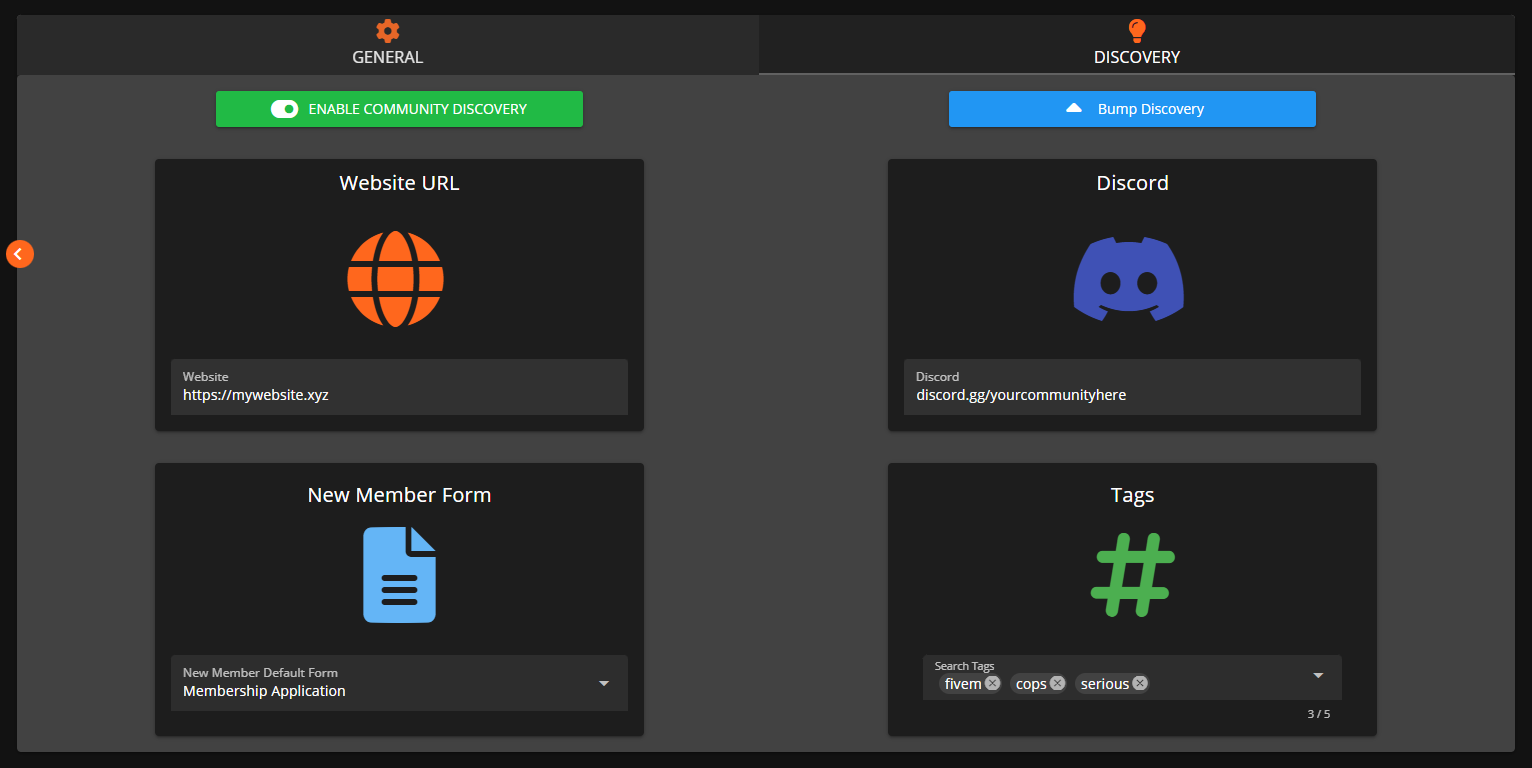 GENERAL
DISCOVERY
ENABLE COMMUNITY DISCOVERY
Bump Discovery
Website URL
Discord
Website
https://mywebsite.xyz
Discord
discord.gg/yourcommunityhere
New Member Form
Tags
New Member Default Form
Membership Application
Search Tags
fivem cops serious
3 / 5